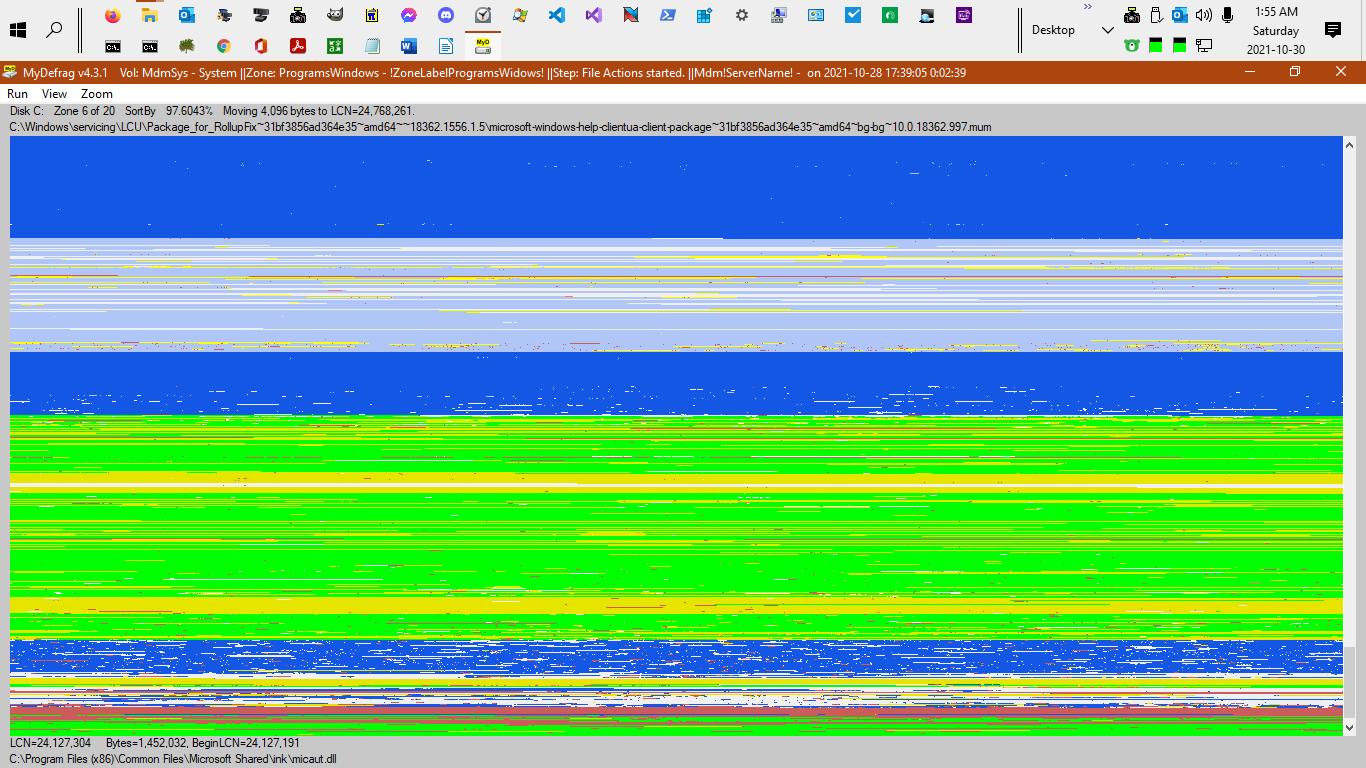 1:55 AM
Desktop
Saturday
2021-10-30
MyD
MyDefrag v4.3.1    Vol: MdmSys - System ||Zone: ProgramsWindows - !ZoneLabelProgramsWidows! ||Step: File Actions started. ||Mdm!ServerName! -  on 2021-10-28 17:39:05 0:02:39
Run    View    Zoom
Disk C:   Zone 6 of 20   SortBy   97.6043%   Moving 4,096 bytes to LCN=24,768,261.
C:\Windows\servicing\LCU\Package_for_RollupFix~31bf3856ad364e35~amd64~~18362.1556.1.5\microsoft-windows-help-clientua-client-package~31bf3856ad364e35~amd64~bg-bg~10.0.18362.997.mum
LCN=24,127,304     Bytes=1,452,032, BeginLCN=24,127,191
C:\Program Files (x86)\Common Files\Microsoft Shared\ink\micaut.dll